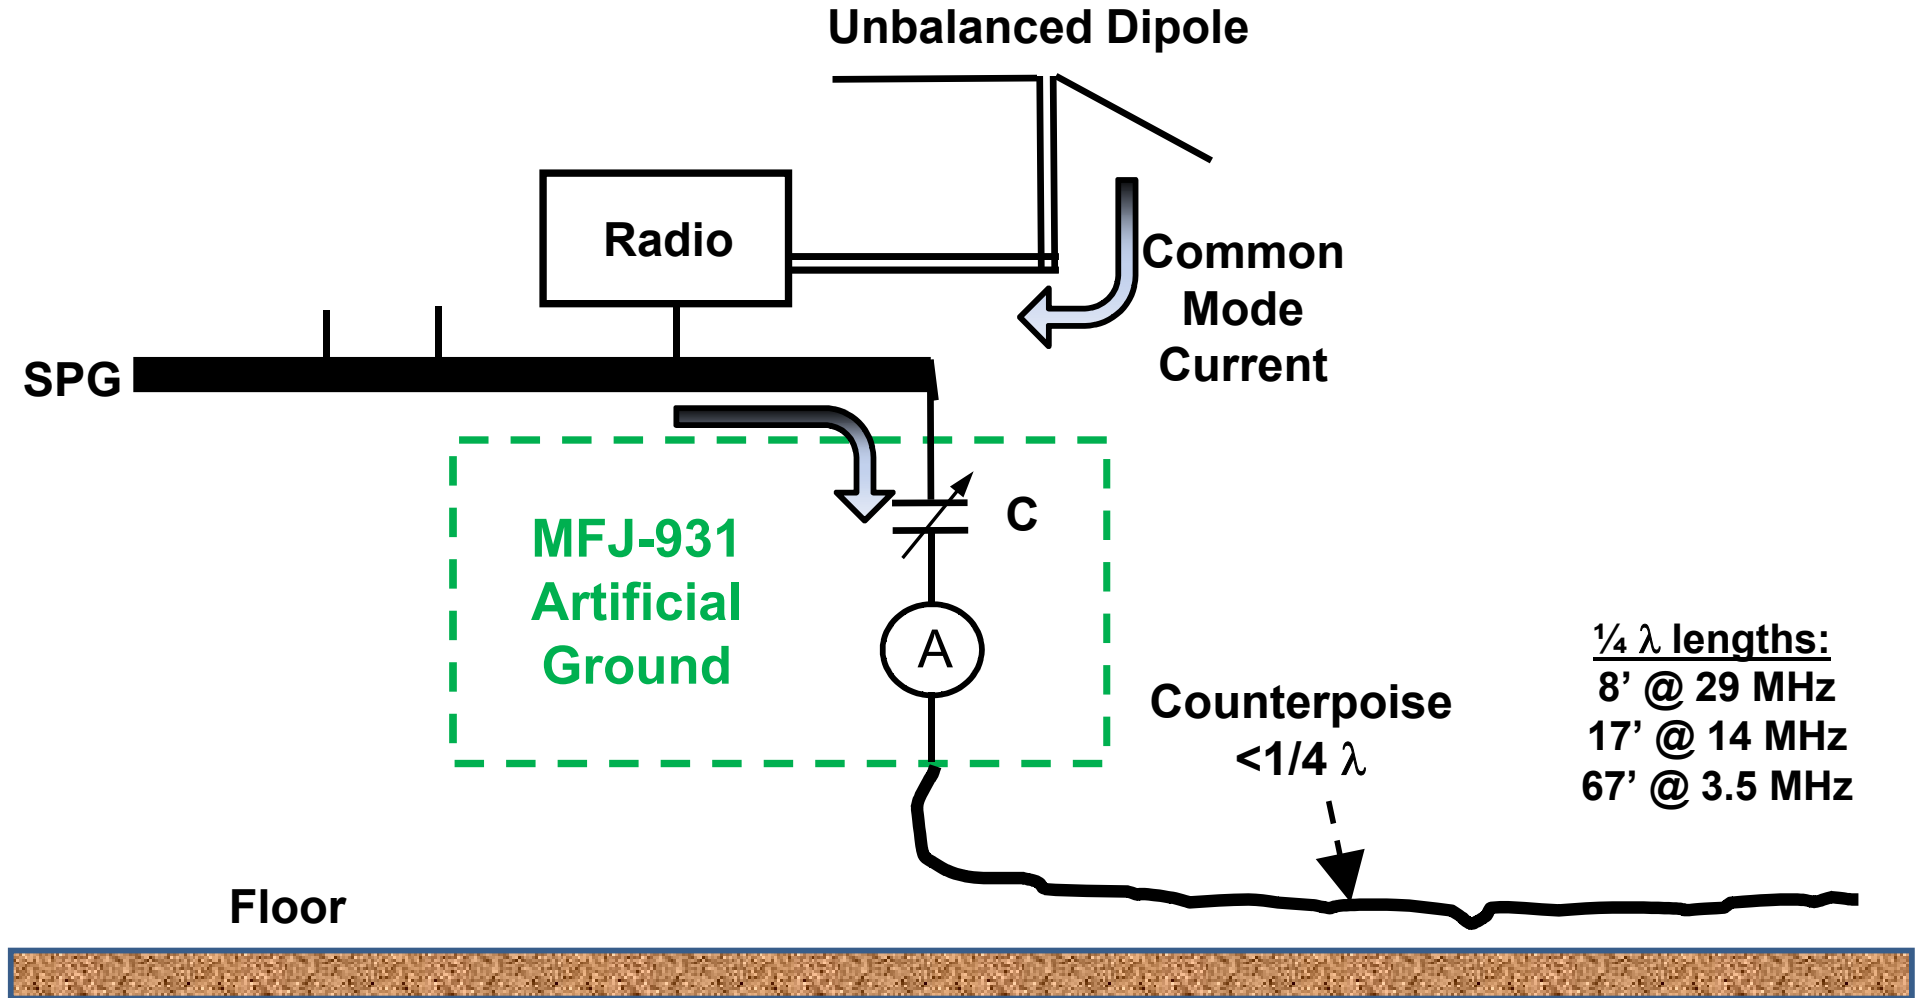 Unbalanced Dipole
Radio
Common
Mode
Current
SPG
C
MFJ-931
Artificial
Ground
A
¼ λ lengths:
8’ @ 29 MHz
17’ @ 14 MHz
67’ @ 3.5 MHz
Counterpoise
<1/4 λ
Floor